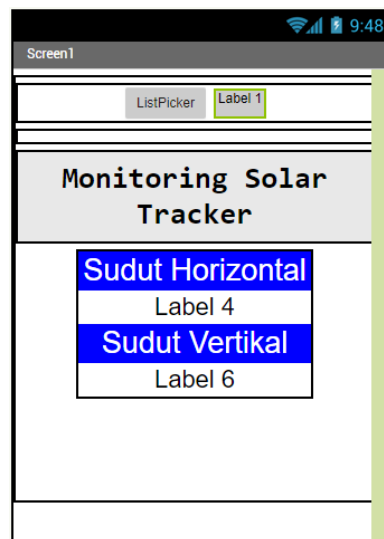 9:48
Screen1
ListPicker Label 1
Monitoring Solar
Tracker
Sudut Horizontal
Label 4
Sudut Vertikal
Label 6